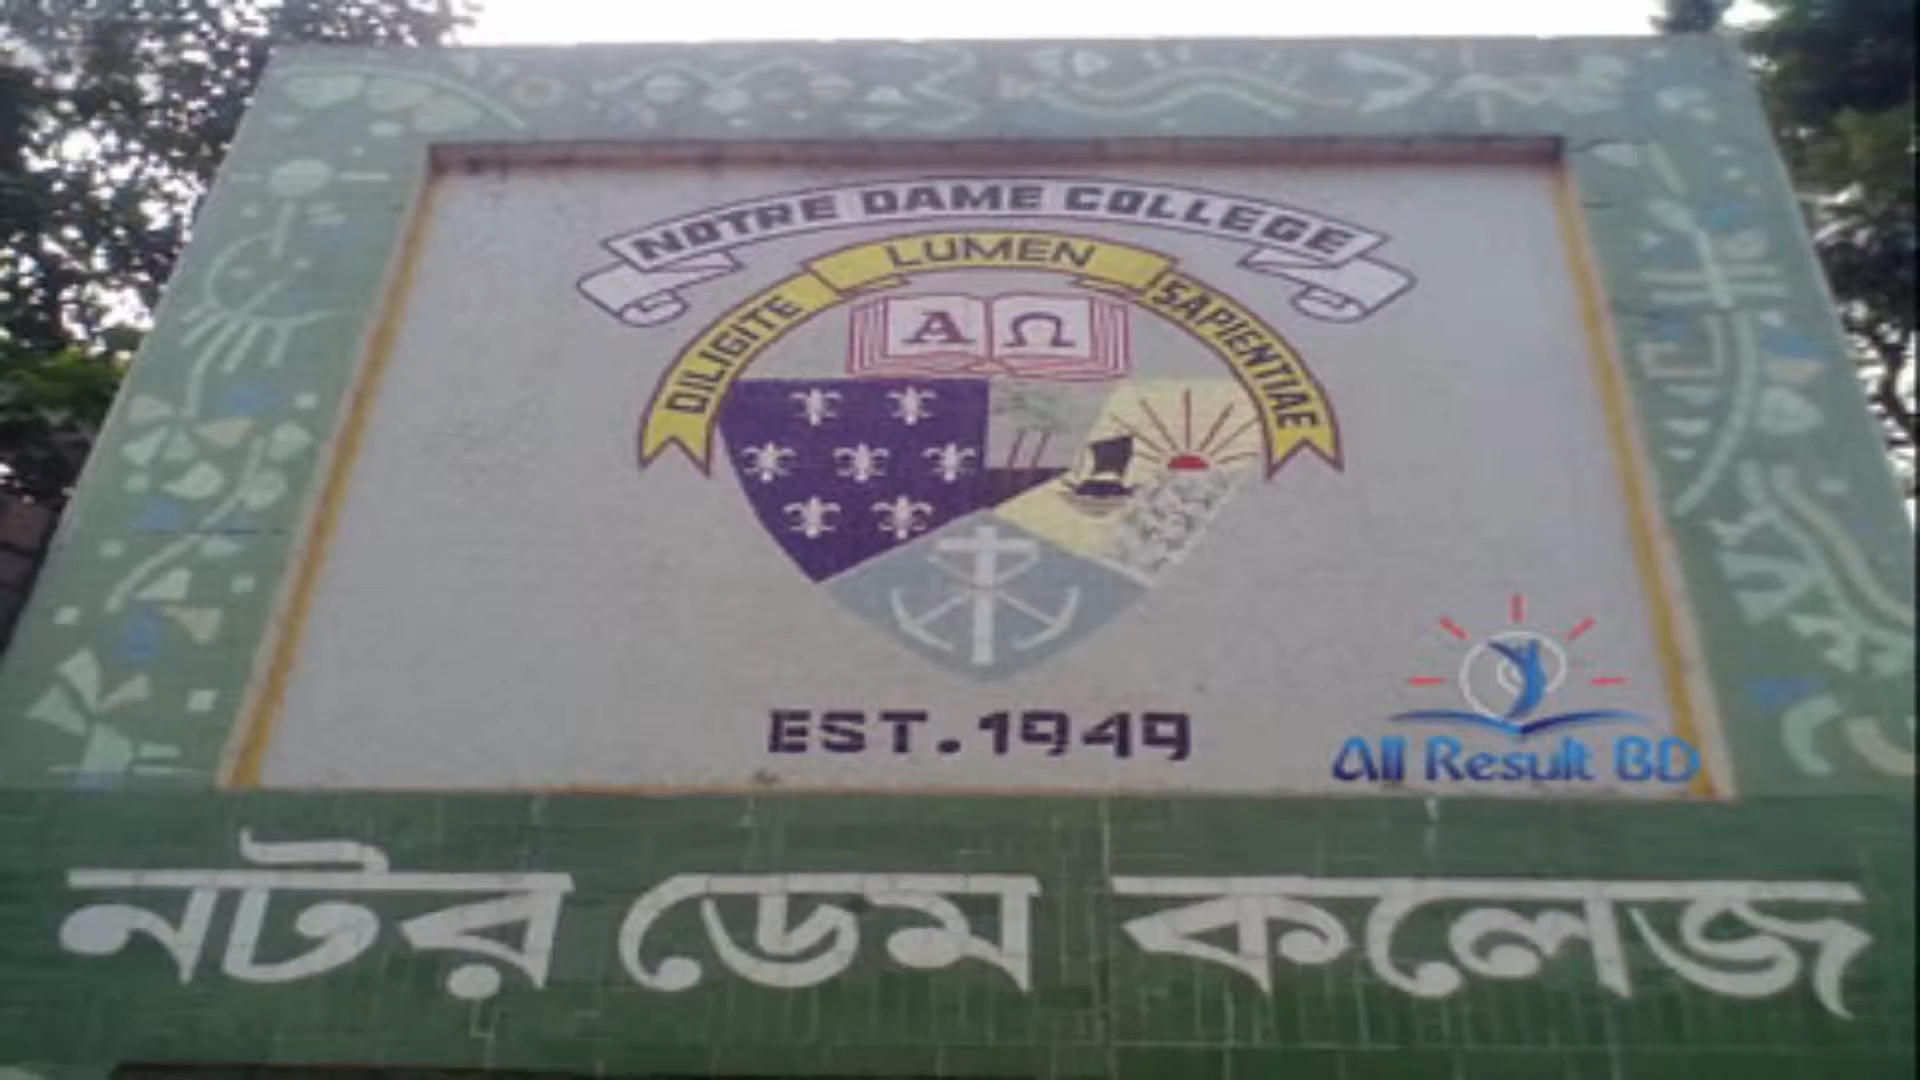 NOTRE DAME COLLEGE
DILIGITE LUMEN SAPIENTIAE
Α Ω
EST. 1949
All Result BD
নটর ডেম কলেজ